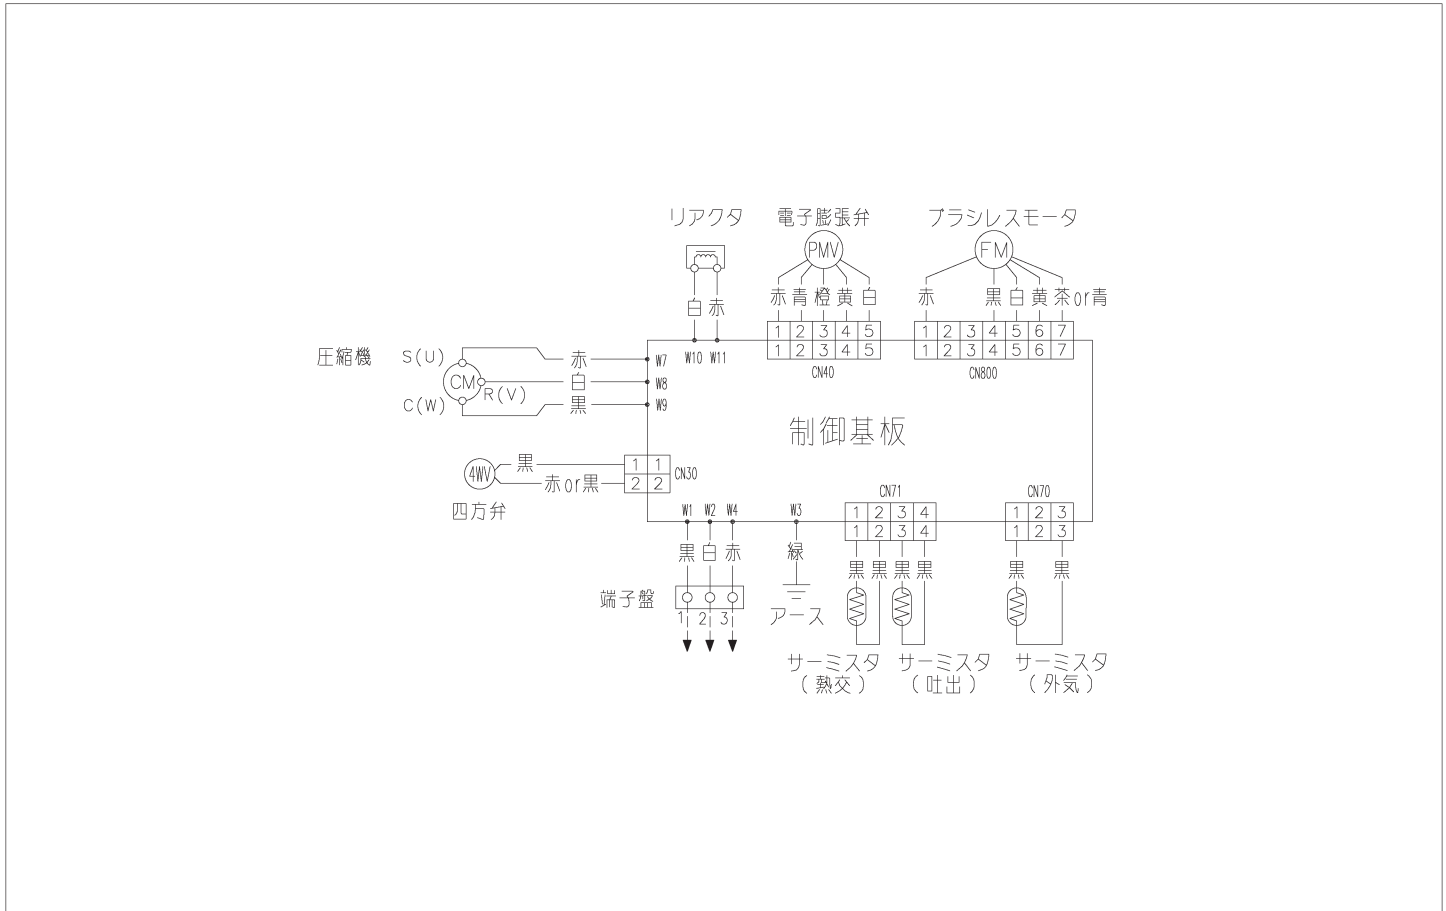 リアクタ 電子膨張弁 ブラシレスモータ
PMV FM
白 赤 赤 青 橙 黄 白 赤 黒 白 黄 茶or青
1 2 3 4 5 1 2 3 4 5 6 7
1 2 3 4 5 1 2 3 4 5 6 7
W10 W11 CN40 CN800
圧縮機 S(U) 赤 W7
CM R(V) 白 W8
C(W) 黒 W9
制御基板
4WV 黒 1 1 CN30
赤or黒 2 2
四方弁
W1 W2 W4 W3 CN71 CN70
1 2 3 4 1 2 3
1 2 3 4 1 2 3
黒 白 赤 緑 黒 黒 黒 黒 黒 黒
端子盤 1 2 3 アース
サーミスタ サーミスタ サーミスタ
(熱交) (吐出) (外気)